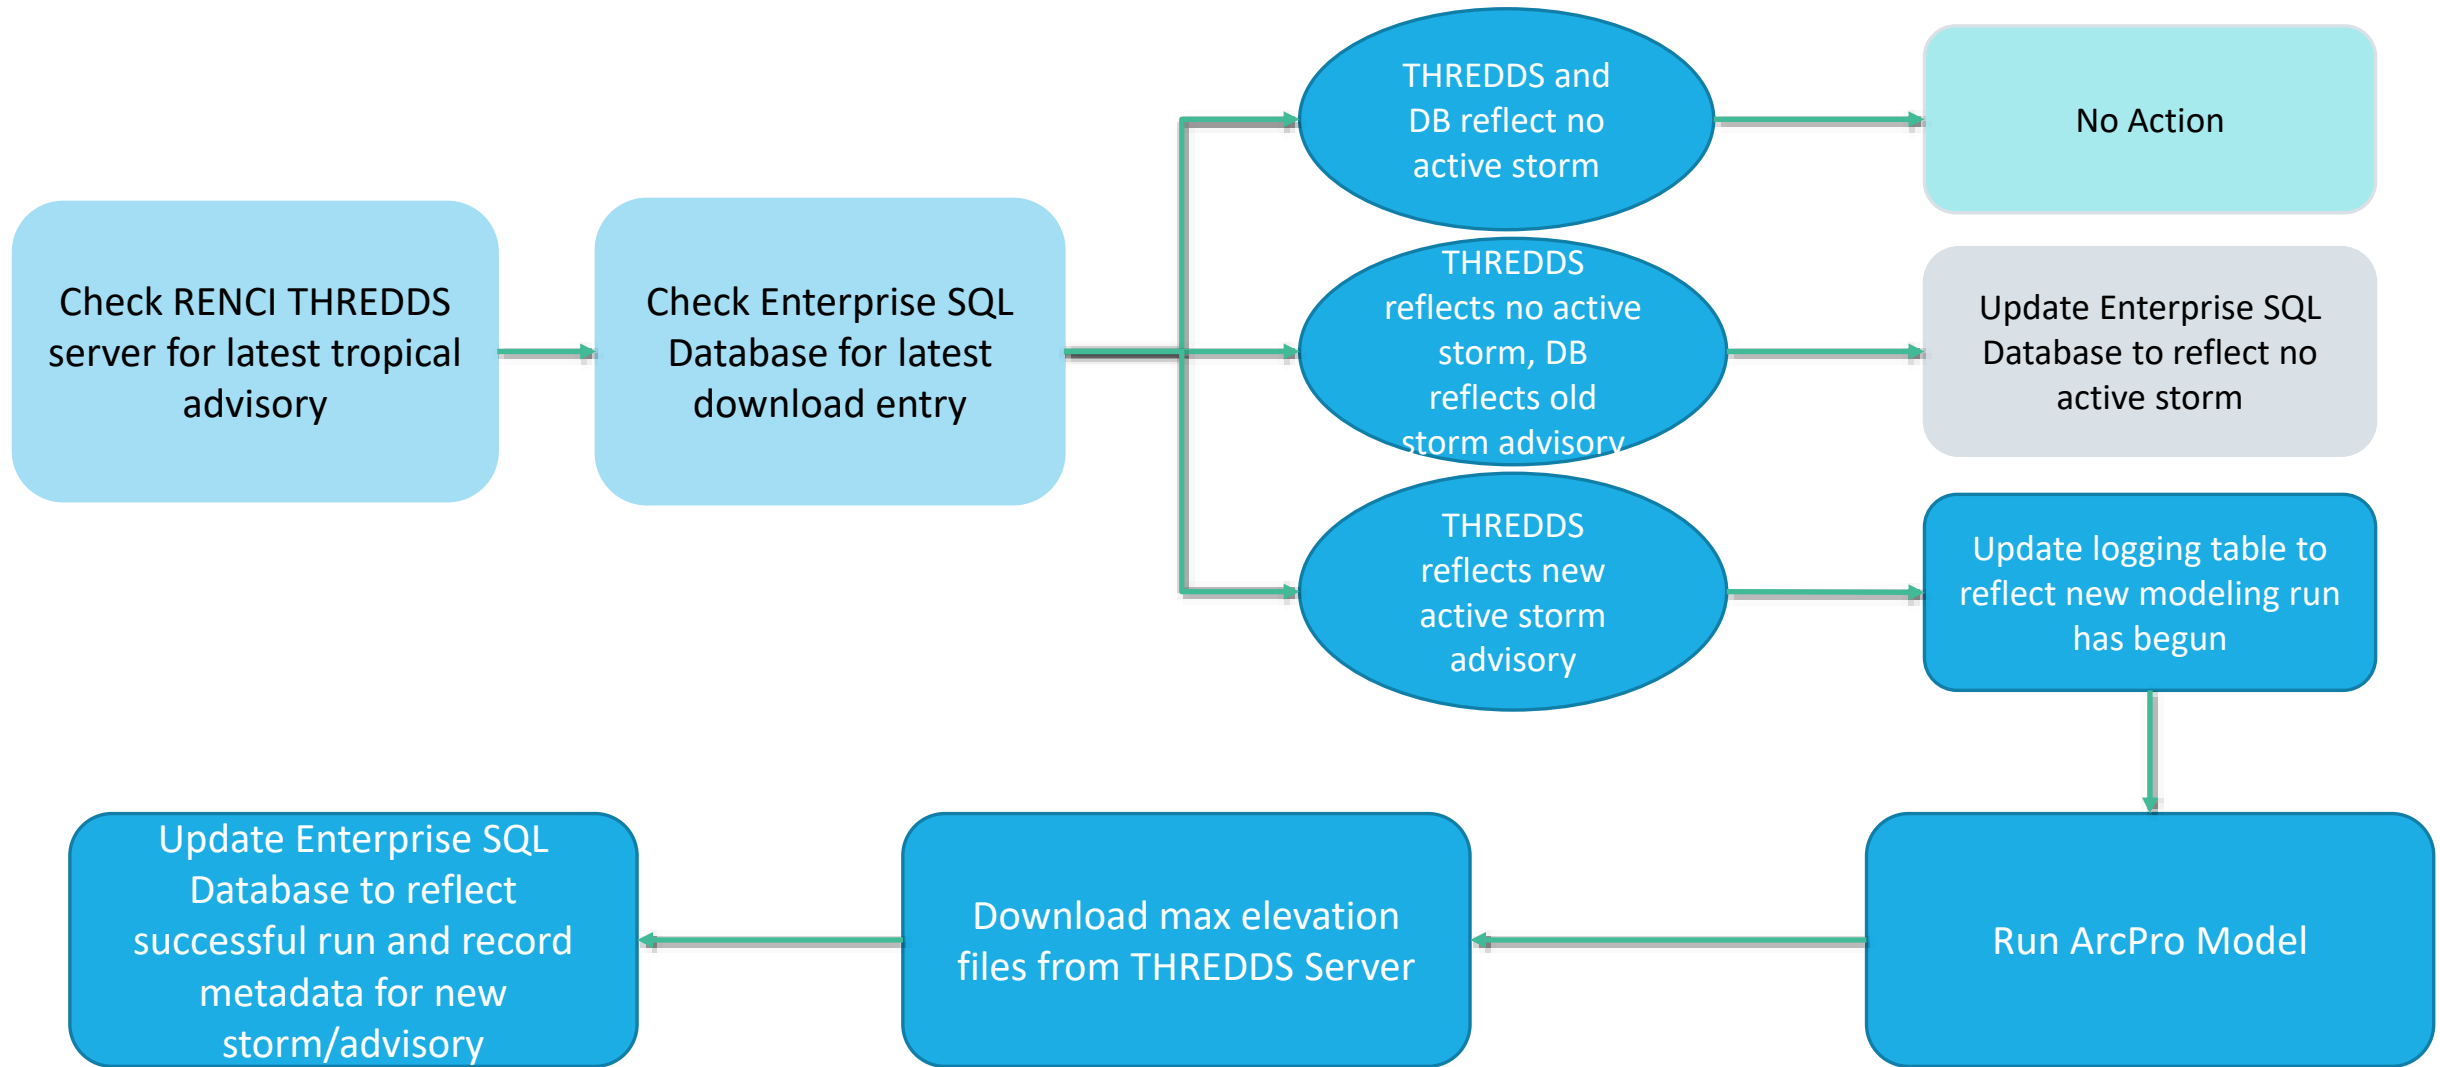 Check RENCI THREDDS
server for latest tropical
advisory
Check Enterprise SQL
Database for latest
download entry
THREDDS and
DB reflect no
active storm
No Action
THREDDS
reflects no active
storm, DB
reflects old
storm advisory
Update Enterprise SQL
Database to reflect no
active storm
THREDDS
reflects new
active storm
advisory
Update logging table to
reflect new modeling run
has begun
Run ArcPro Model
Download max elevation
files from THREDDS Server
Update Enterprise SQL
Database to reflect
successful run and record
metadata for new
storm/advisory